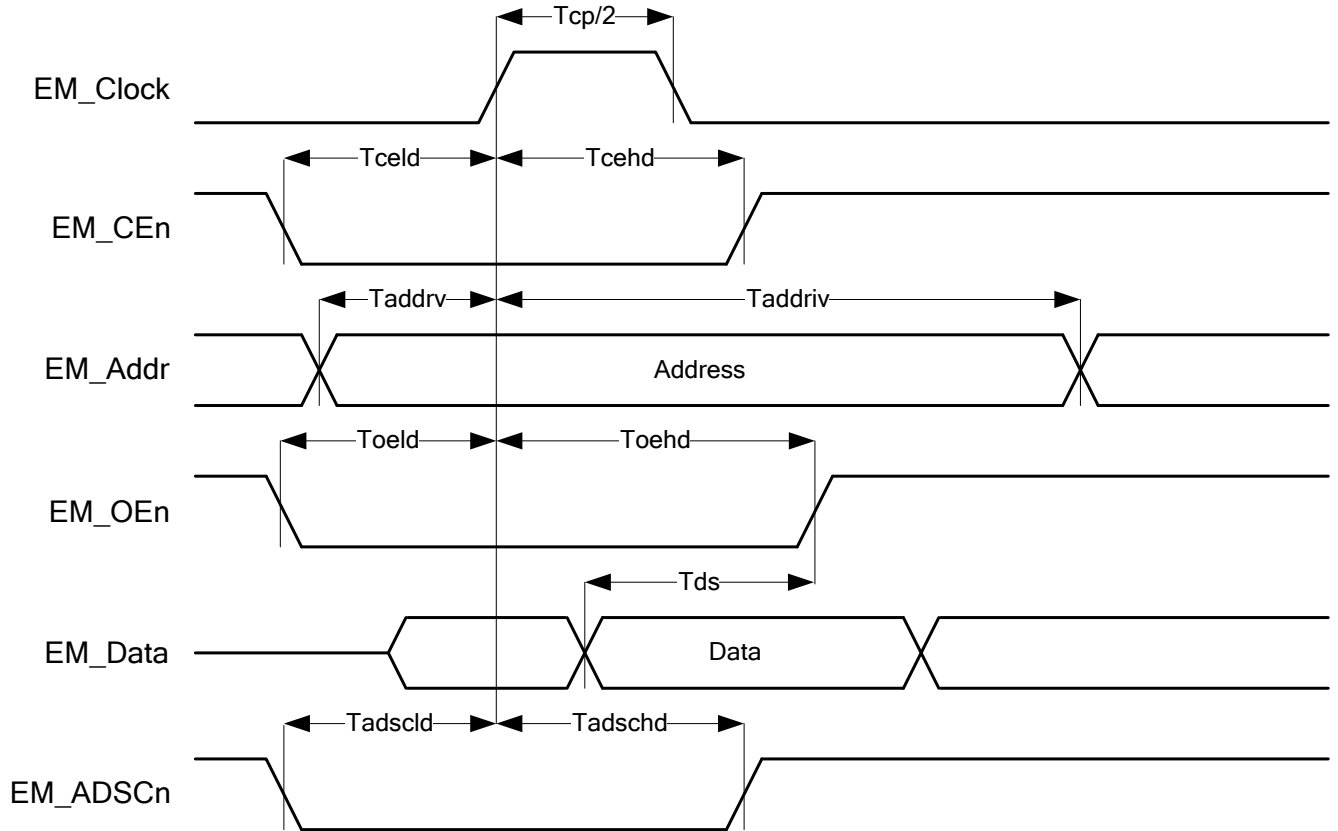 Tcp/2
EM_Clock
Tceld Tcehd
EM_CEn
Taddrv Taddriv
EM_Addr Address
Toeld Toehd
EM_OEn
Tds
EM_Data Data
Tadscld Tadschd
EM_ADSCn